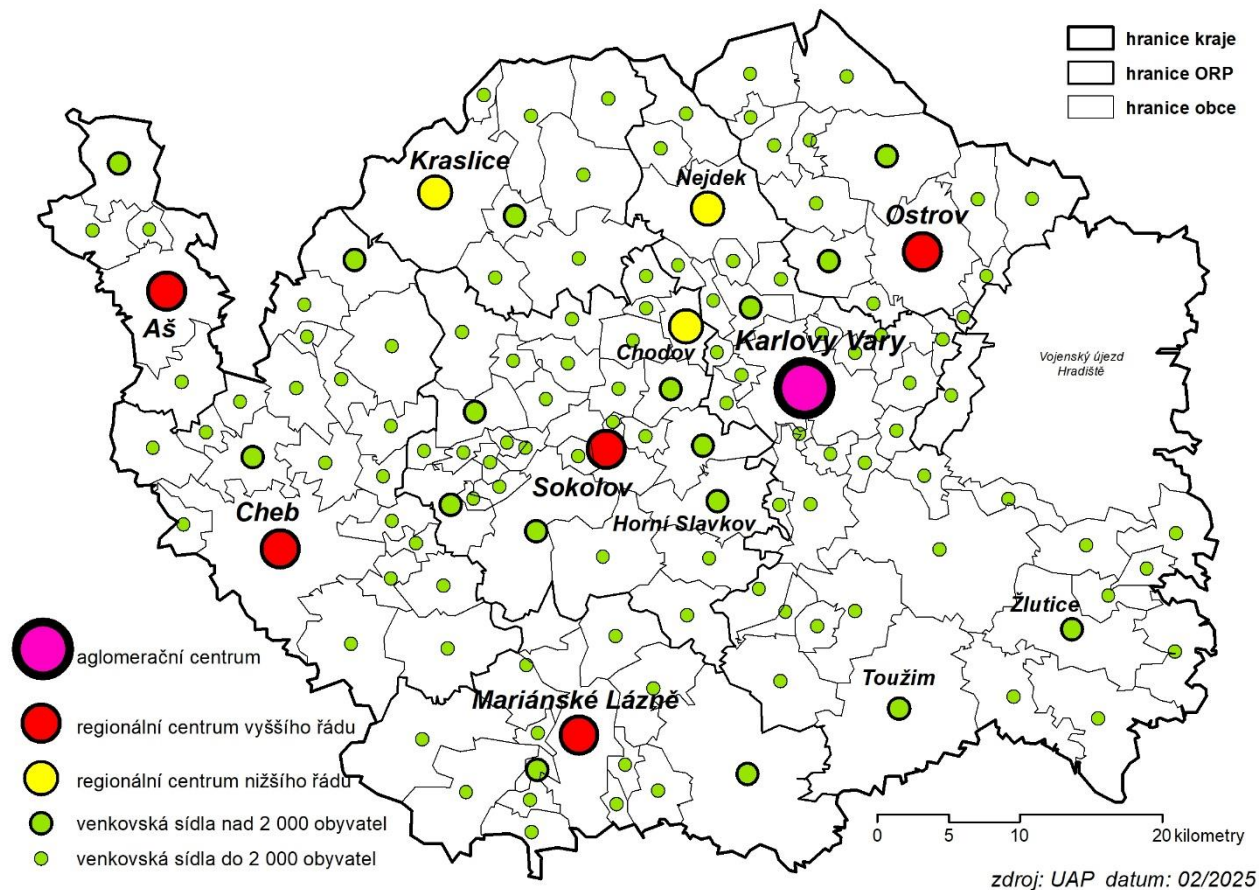 hranice kraje
hranice ORP
hranice obce
Kraslice
Nejdek
Ostrov
Aš
Chodov
Karlovy Vary
Vojenský újezd
Hradiště
Sokolov
Cheb
Horní Slavkov
Žlutice
Toužim
Mariánské Lázně
aglomerační centrum
regionální centrum vyššího řádu
regionální centrum nižšího řádu
venkovská sídla nad 2 000 obyvatel
venkovská sídla do 2 000 obyvatel
0 5 10 20 kilometry
zdroj: UAP datum: 02/2025